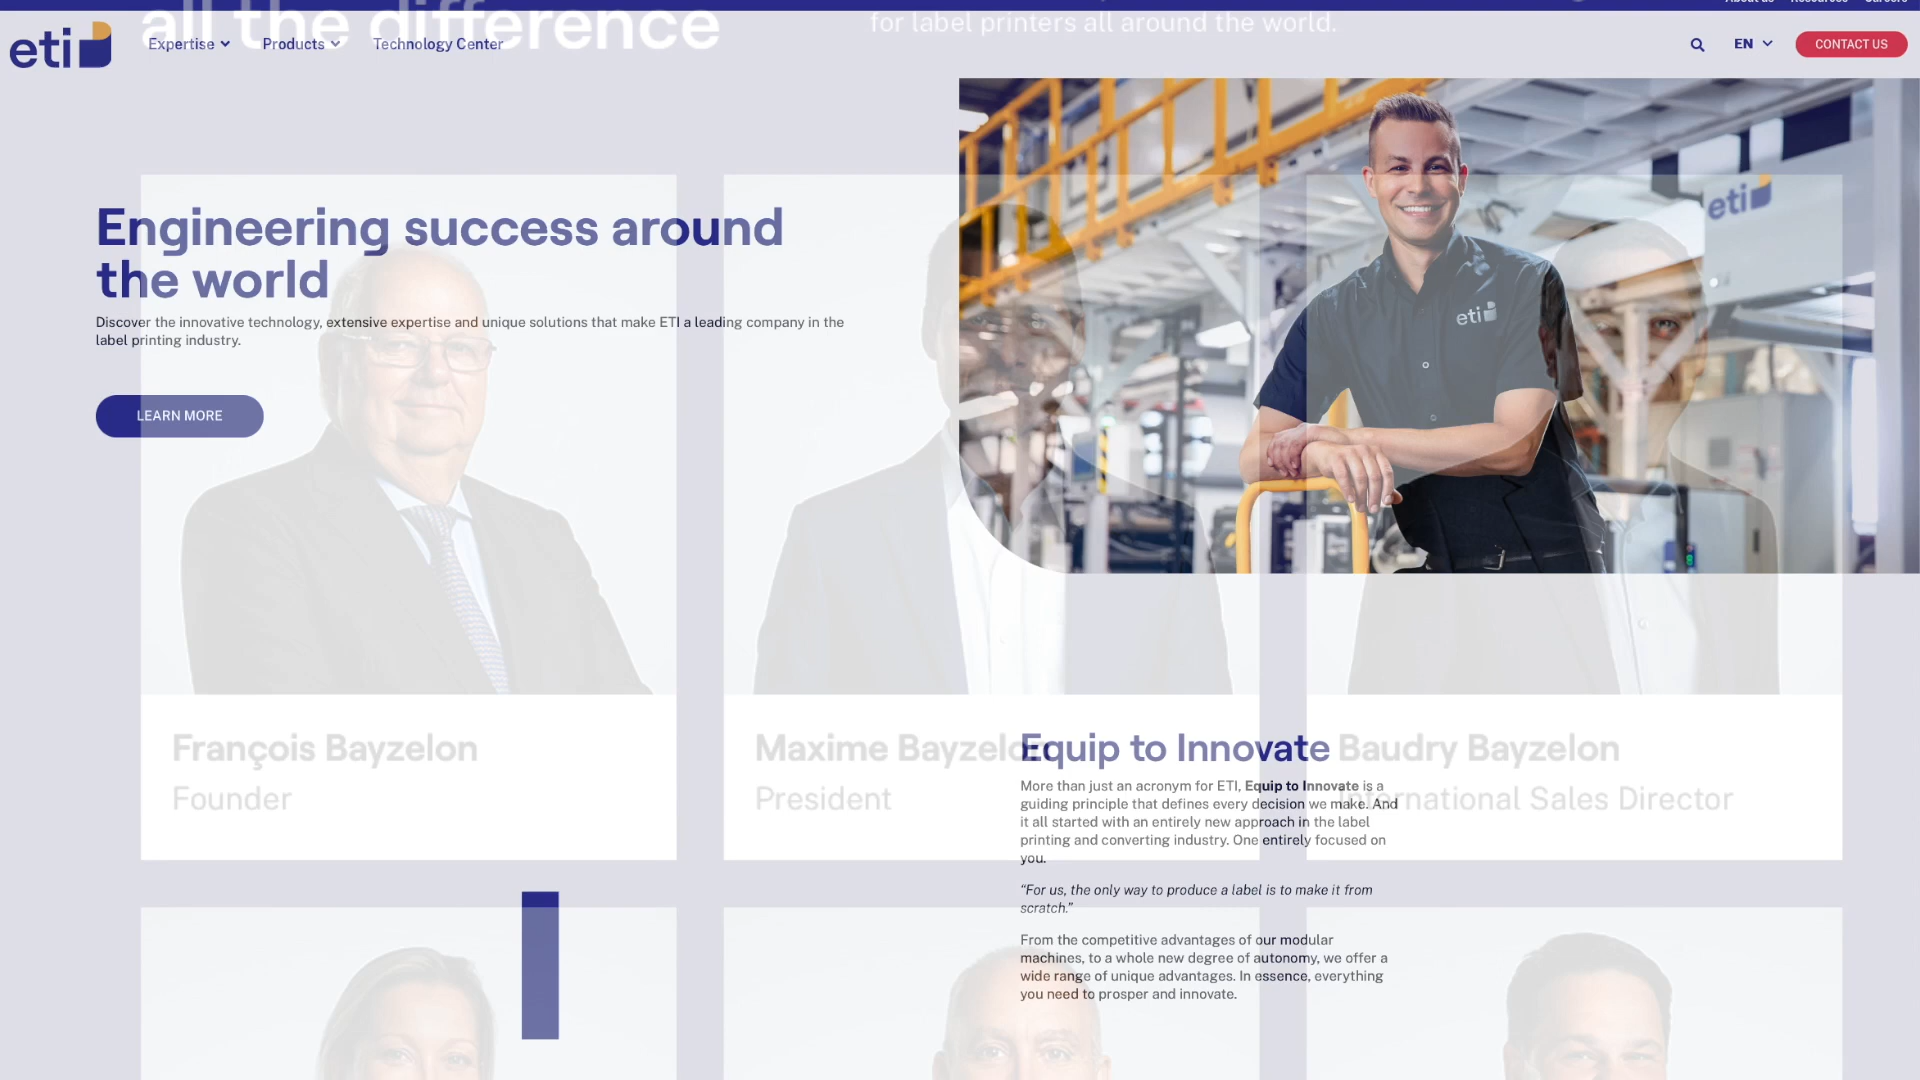 all the difference
for label printers all around the world.
About us Resources Careers
eti
Expertise
Products
Technology Center
EN
CONTACT US
eti
Engineering success around
the world
Discover the innovative technology, extensive expertise and unique solutions that make ETI a leading company in the
label printing industry.
LEARN MORE
eti
François Bayzelon
Founder
Maxime Bayzelon
President
Baudry Bayzelon
International Sales Director
Equip to Innovate
More than just an acronym for ETI, Equip to Innovate is a
guiding principle that defines every decision we make. And
it all started with an entirely new approach in the label
printing and converting industry. One entirely focused on
you.
“For us, the only way to produce a label is to make it from
scratch.”
From the competitive advantages of our modular
machines, to a whole new degree of autonomy, we offer a
wide range of unique advantages. In essence, everything
you need to prosper and innovate.